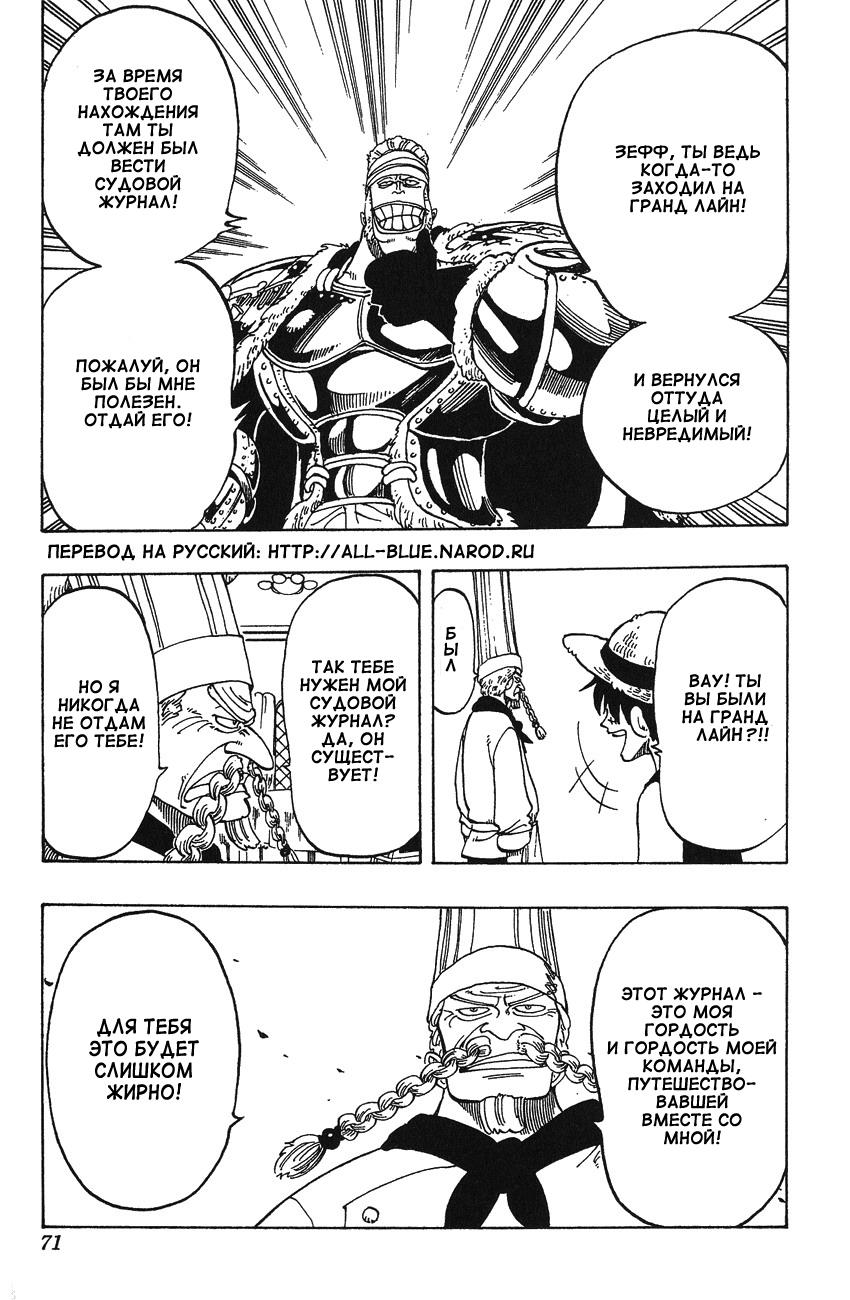 ЗЕФФ, ТЫ ВЕДЬ
КОГДА-ТО
ЗАХОДИЛ НА
ГРАНД ЛАЙН!
И ВЕРНУЛСЯ
ОТТУДА
ЦЕЛЫЙ И
НЕВРЕДИМЫЙ!
ЗА ВРЕМЯ
ТВОЕГО
НАХОЖДЕНИЯ
ТАМ ТЫ
ДОЛЖЕН БЫЛ
ВЕСТИ
СУДОВОЙ
ЖУРНАЛ!
ПОЖАЛУЙ, ОН
БЫЛ БЫ МНЕ
ПОЛЕЗЕН.
ОТДАЙ ЕГО!
ПЕРЕВОД НА РУССКИЙ: HTTP://ALL-BLUE.NAROD.RU
ВАУ! ТЫ
ВЫ БЫЛИ
НА ГРАНД
ЛАЙН?!!
Б
Ы
Л
ТАК ТЕБЕ
НУЖЕН МОЙ
СУДОВОЙ
ЖУРНАЛ?
ДА, ОН
СУЩЕСТ-
ВУЕТ!
НО Я
НИКОГДА
НЕ ОТДАМ
ЕГО ТЕБЕ!
ЭТОТ ЖУРНАЛ -
ЭТО МОЯ
ГОРДОСТЬ
И ГОРДОСТЬ МОЕЙ
КОМАНДЫ,
ПУТЕШЕСТВО-
ВАВШЕЙ
ВМЕСТЕ СО
МНОЙ!
ДЛЯ ТЕБЯ
ЭТО БУДЕТ
СЛИШКОМ
ЖИРНО!
71